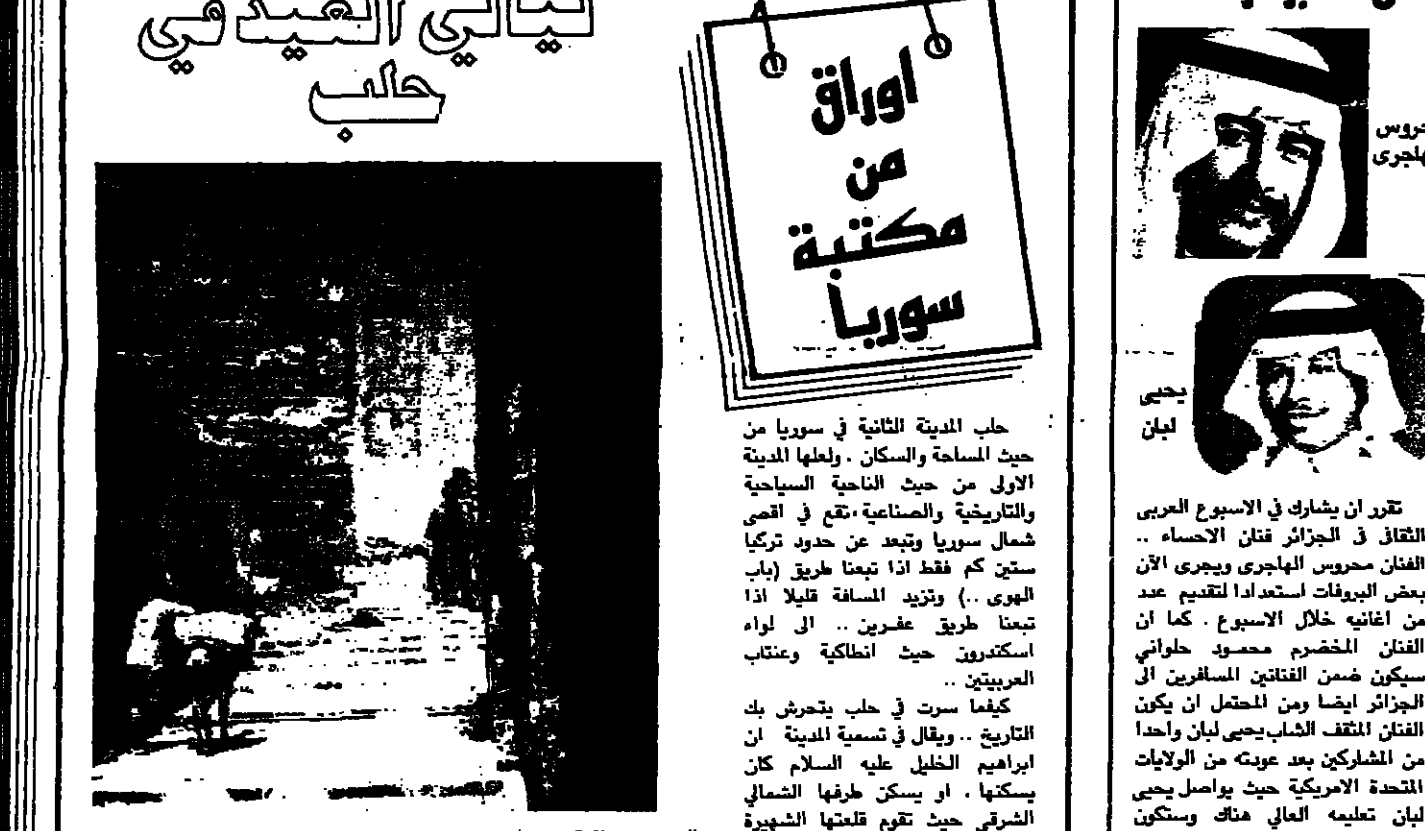 ليالي العيد في
حلب
اوراق
من
مكتبة
سوريا
حلب المدينة الثانية في سوريا من
حيث المساحة والسكان . ولعلها المدينة
الاولى من حيث الناحية السياحية
والتاريخية والصناعية ، تقع في اقصى
شمال سوريا وتبعد عن حدود تركيا
ستين كم فقط اذا تبعنا طريق (باب
الهوى ..) وتزيد المسافة قليلا اذا
تبعنا طريق عفرين .. الى لواء
اسكندرون حيث انطاكية وعنتاب
العربيتين ..
كيفما سرت في حلب يتحرش بك
التاريخ .. ويقال في تسمية المدينة ان
ابراهيم الخليل عليه السلام كان
يسكنها ، او يسكن طرفها الشمالي
الشرقي حيث تقوم قلعتها الشهيرة
الهاجرى
يحيى
لبان
تقرر ان يشارك في الاسبوع العربى
الثقافى فى الجزائر فنان الاحساء ..
الفنان محروس الهاجرى ويجرى الآن
بعض البروفات استعدادا لتقديم عدد
من اغانيه خلال الاسبوع . كما ان
الفنان المخضرم محمود حلواني
سيكون ضمن الفنانين المسافرين الى
الجزائر ايضا ومن المحتمل ان يكون
الفنان المثقف الشاب يحيى لبان واحدا
من المشاركين بعد عودته من الولايات
المتحدة الامريكية حيث يواصل يحيى
لبان تعليمه العالي هناك وستكون